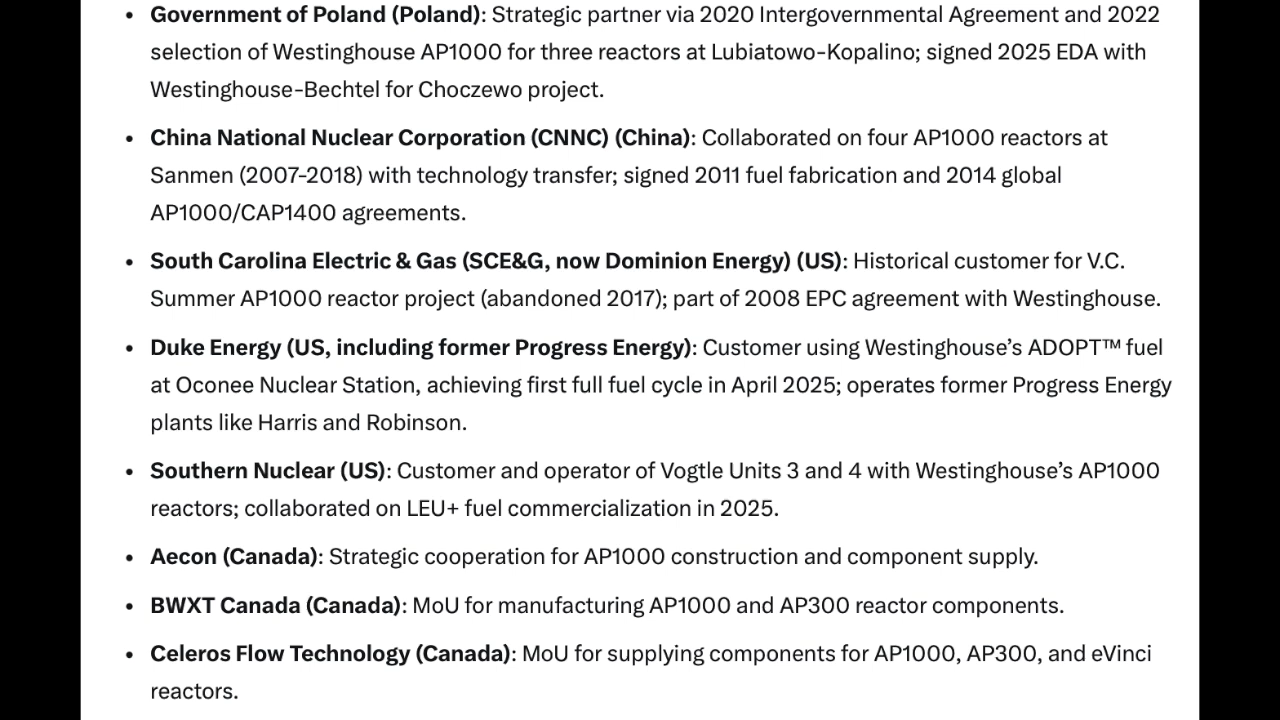 • Government of Poland (Poland): Strategic partner via 2020 Intergovernmental Agreement and 2022
selection of Westinghouse AP1000 for three reactors at Lubiatowo-Kopalino; signed 2025 EDA with
Westinghouse-Bechtel for Choczewo project.
• China National Nuclear Corporation (CNNC) (China): Collaborated on four AP1000 reactors at
Sanmen (2007-2018) with technology transfer; signed 2011 fuel fabrication and 2014 global
AP1000/CAP1400 agreements.
• South Carolina Electric & Gas (SCE&G, now Dominion Energy) (US): Historical customer for V.C.
Summer AP1000 reactor project (abandoned 2017); part of 2008 EPC agreement with Westinghouse.
• Duke Energy (US, including former Progress Energy): Customer using Westinghouse’s ADOPT™ fuel
at Oconee Nuclear Station, achieving first full fuel cycle in April 2025; operates former Progress Energy
plants like Harris and Robinson.
• Southern Nuclear (US): Customer and operator of Vogtle Units 3 and 4 with Westinghouse’s AP1000
reactors; collaborated on LEU+ fuel commercialization in 2025.
• Aecon (Canada): Strategic cooperation for AP1000 construction and component supply.
• BWXT Canada (Canada): MoU for manufacturing AP1000 and AP300 reactor components.
• Celeros Flow Technology (Canada): MoU for supplying components for AP1000, AP300, and eVinci
reactors.